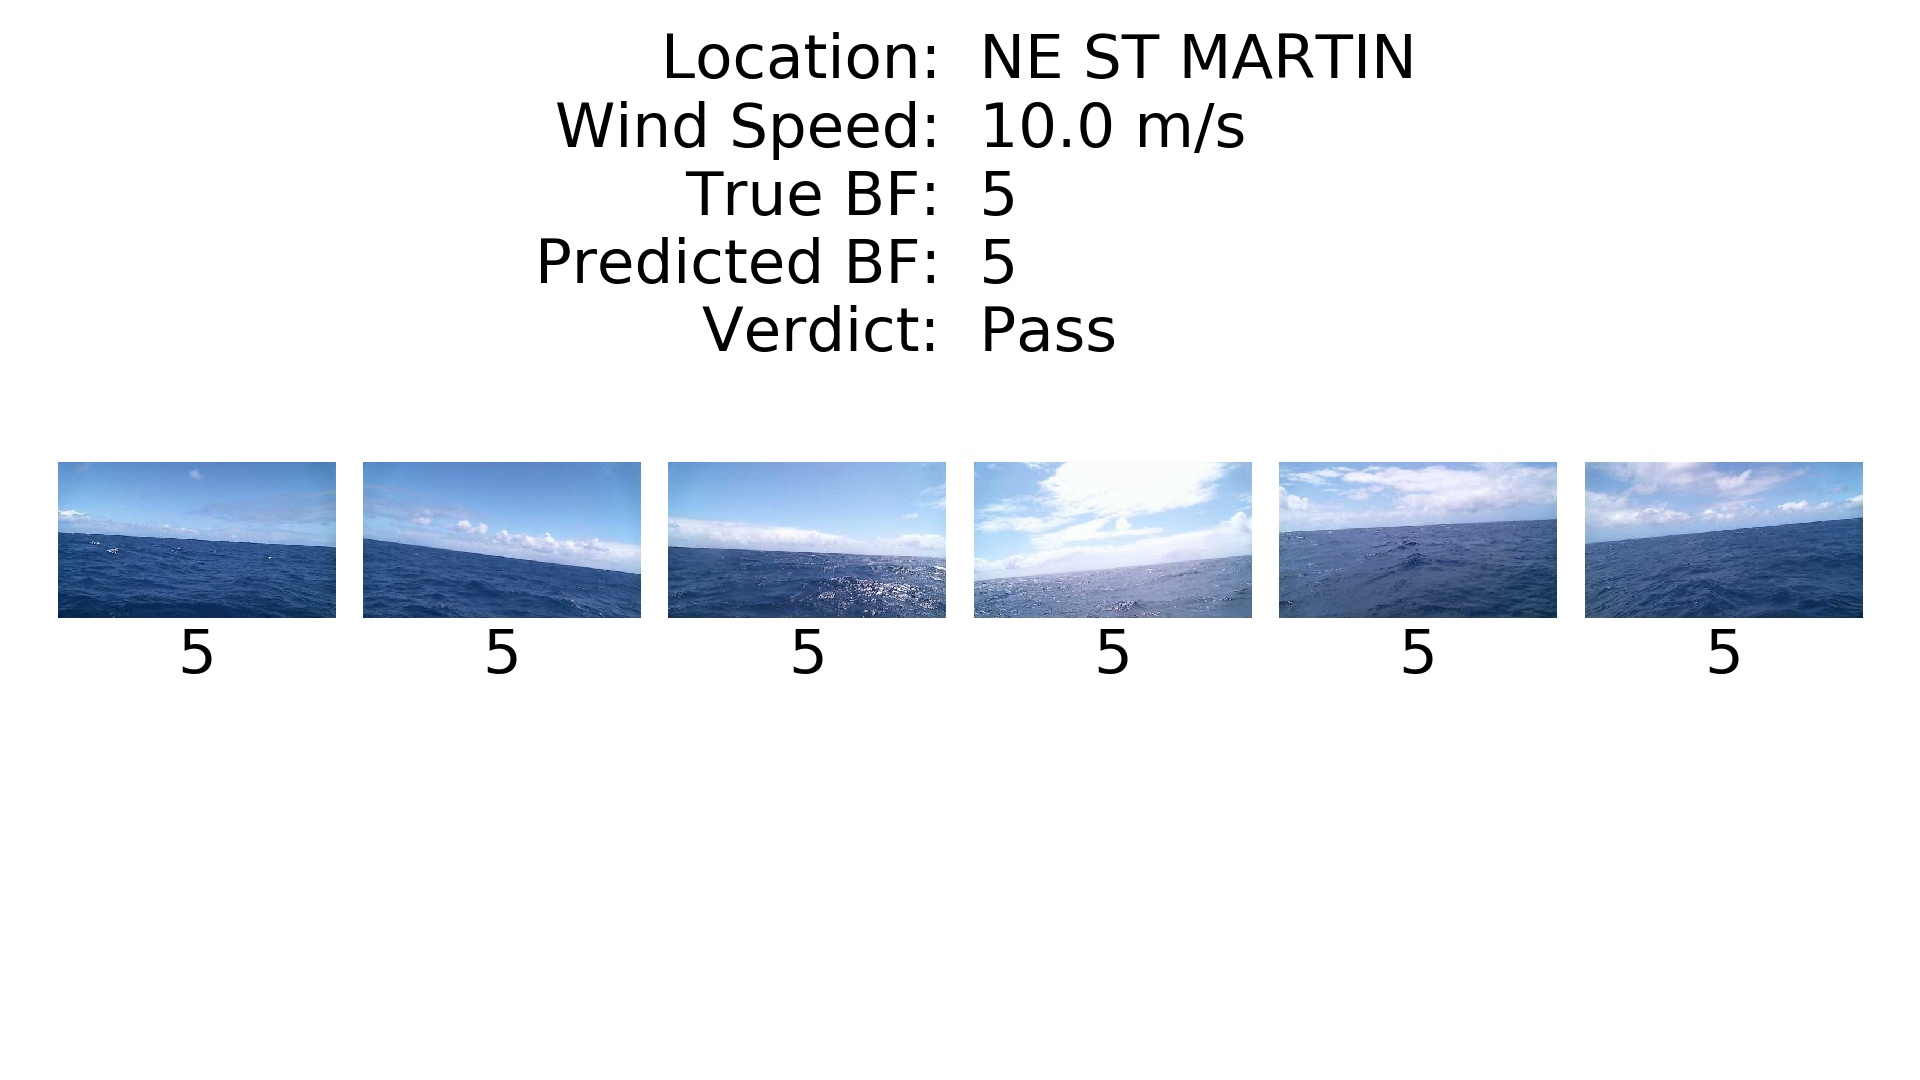 Location: NE ST MARTIN
Wind Speed: 10.0 m/s
True BF: 5
Predicted BF: 5
Verdict: Pass
5 5 5 5 5 5